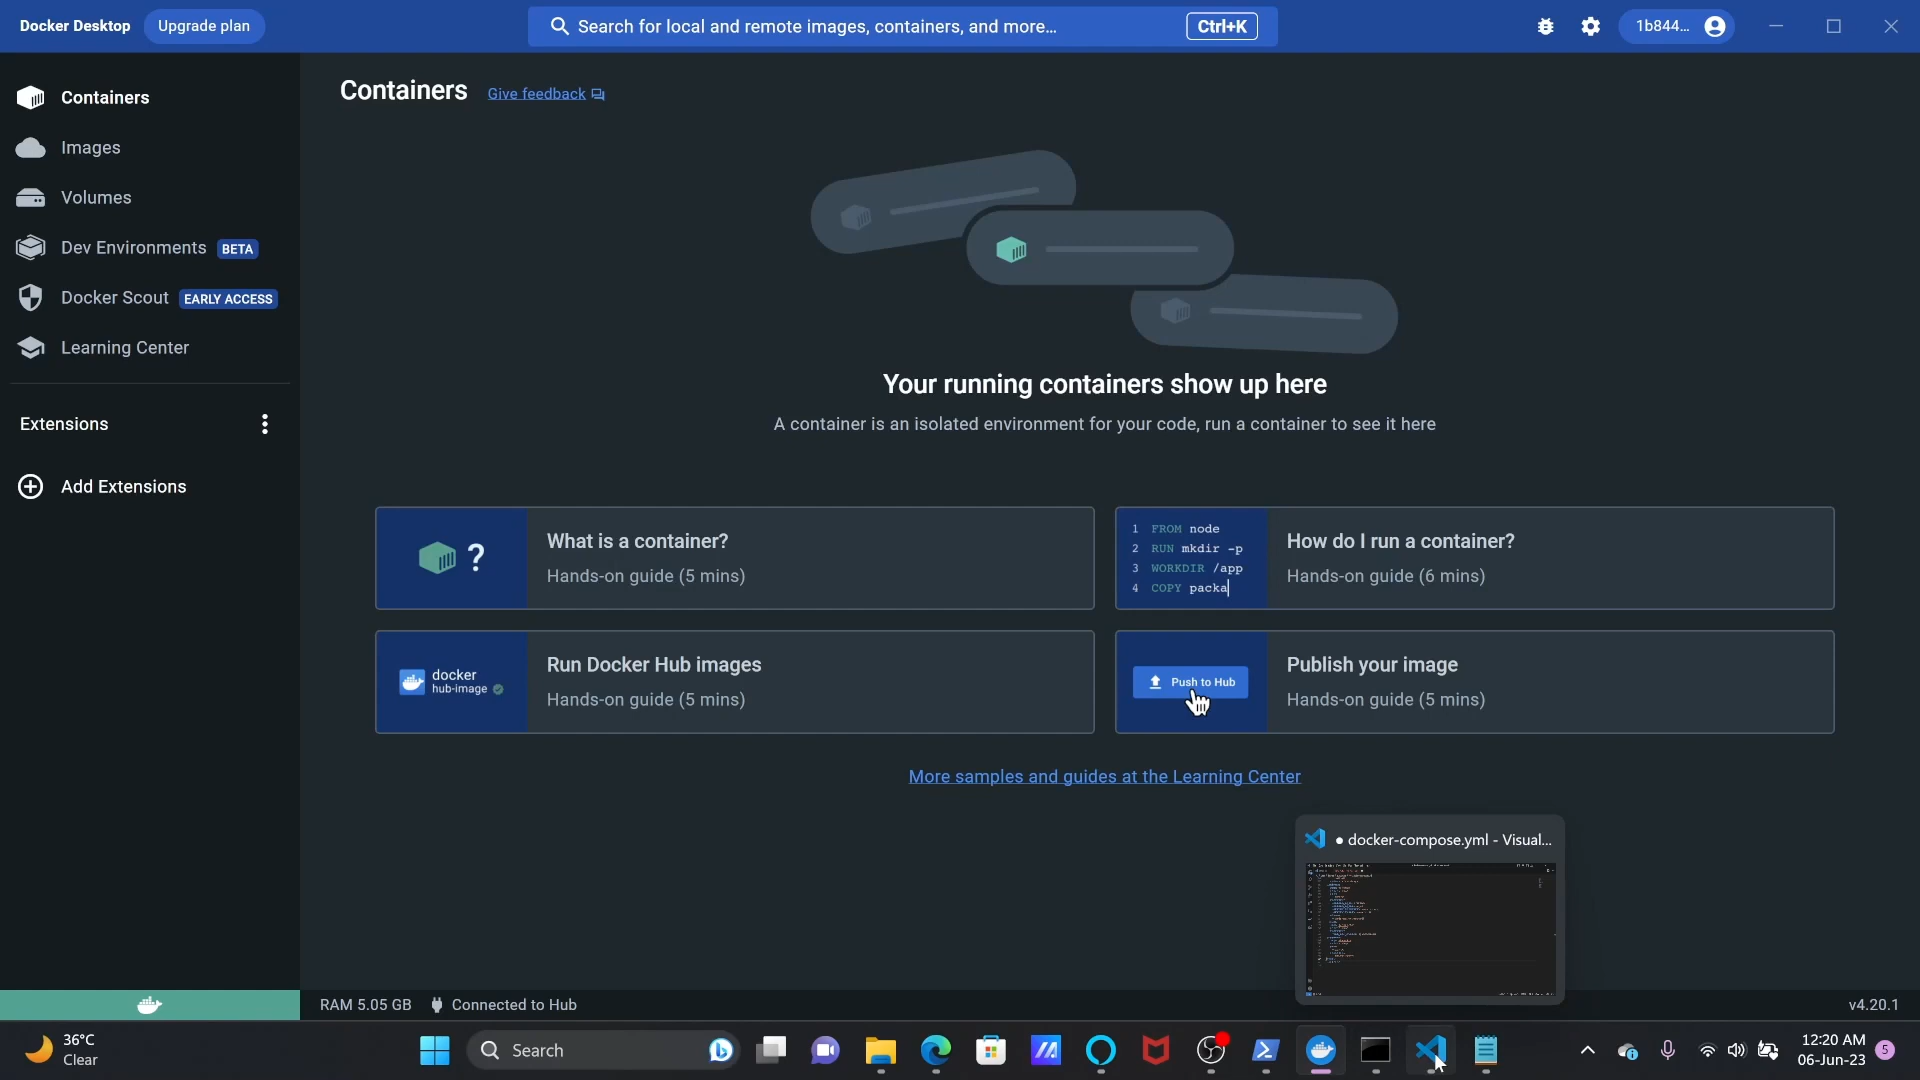 Docker Desktop Upgrade plan Search for local and remote images, containers, and more... Ctrl+K 1b844...
Containers
Images
Volumes
Dev Environments BETA
Docker Scout EARLY ACCESS
Learning Center
Extensions
Add Extensions
Containers Give feedback
Your running containers show up here
A container is an isolated environment for your code, run a container to see it here
?
What is a container?
Hands-on guide (5 mins)
1 FROM node
2 RUN mkdir -p
3 WORKDIR /app
4 COPY packa
How do I run a container?
Hands-on guide (6 mins)
docker
hub-image
Run Docker Hub images
Hands-on guide (5 mins)
Push to Hub
Publish your image
Hands-on guide (5 mins)
More samples and guides at the Learning Center
● docker-compose.yml - Visual...
RAM 5.05 GB Connected to Hub v4.20.1
36°C
Clear
Search
12:20 AM
06-Jun-23
5